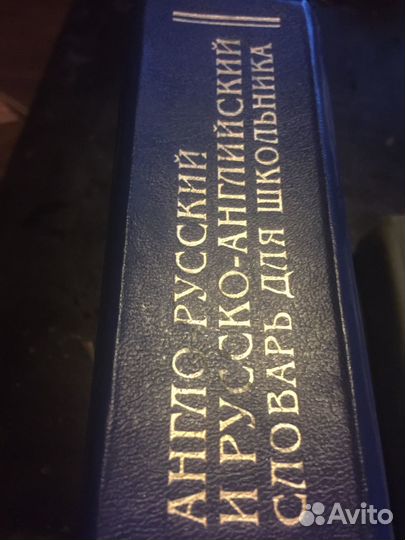 АНГЛО-РУССКИЙ
И РУССКО-АНГЛИЙСКИЙ
СЛОВАРЬ ДЛЯ ШКОЛЬНИКА
Avito